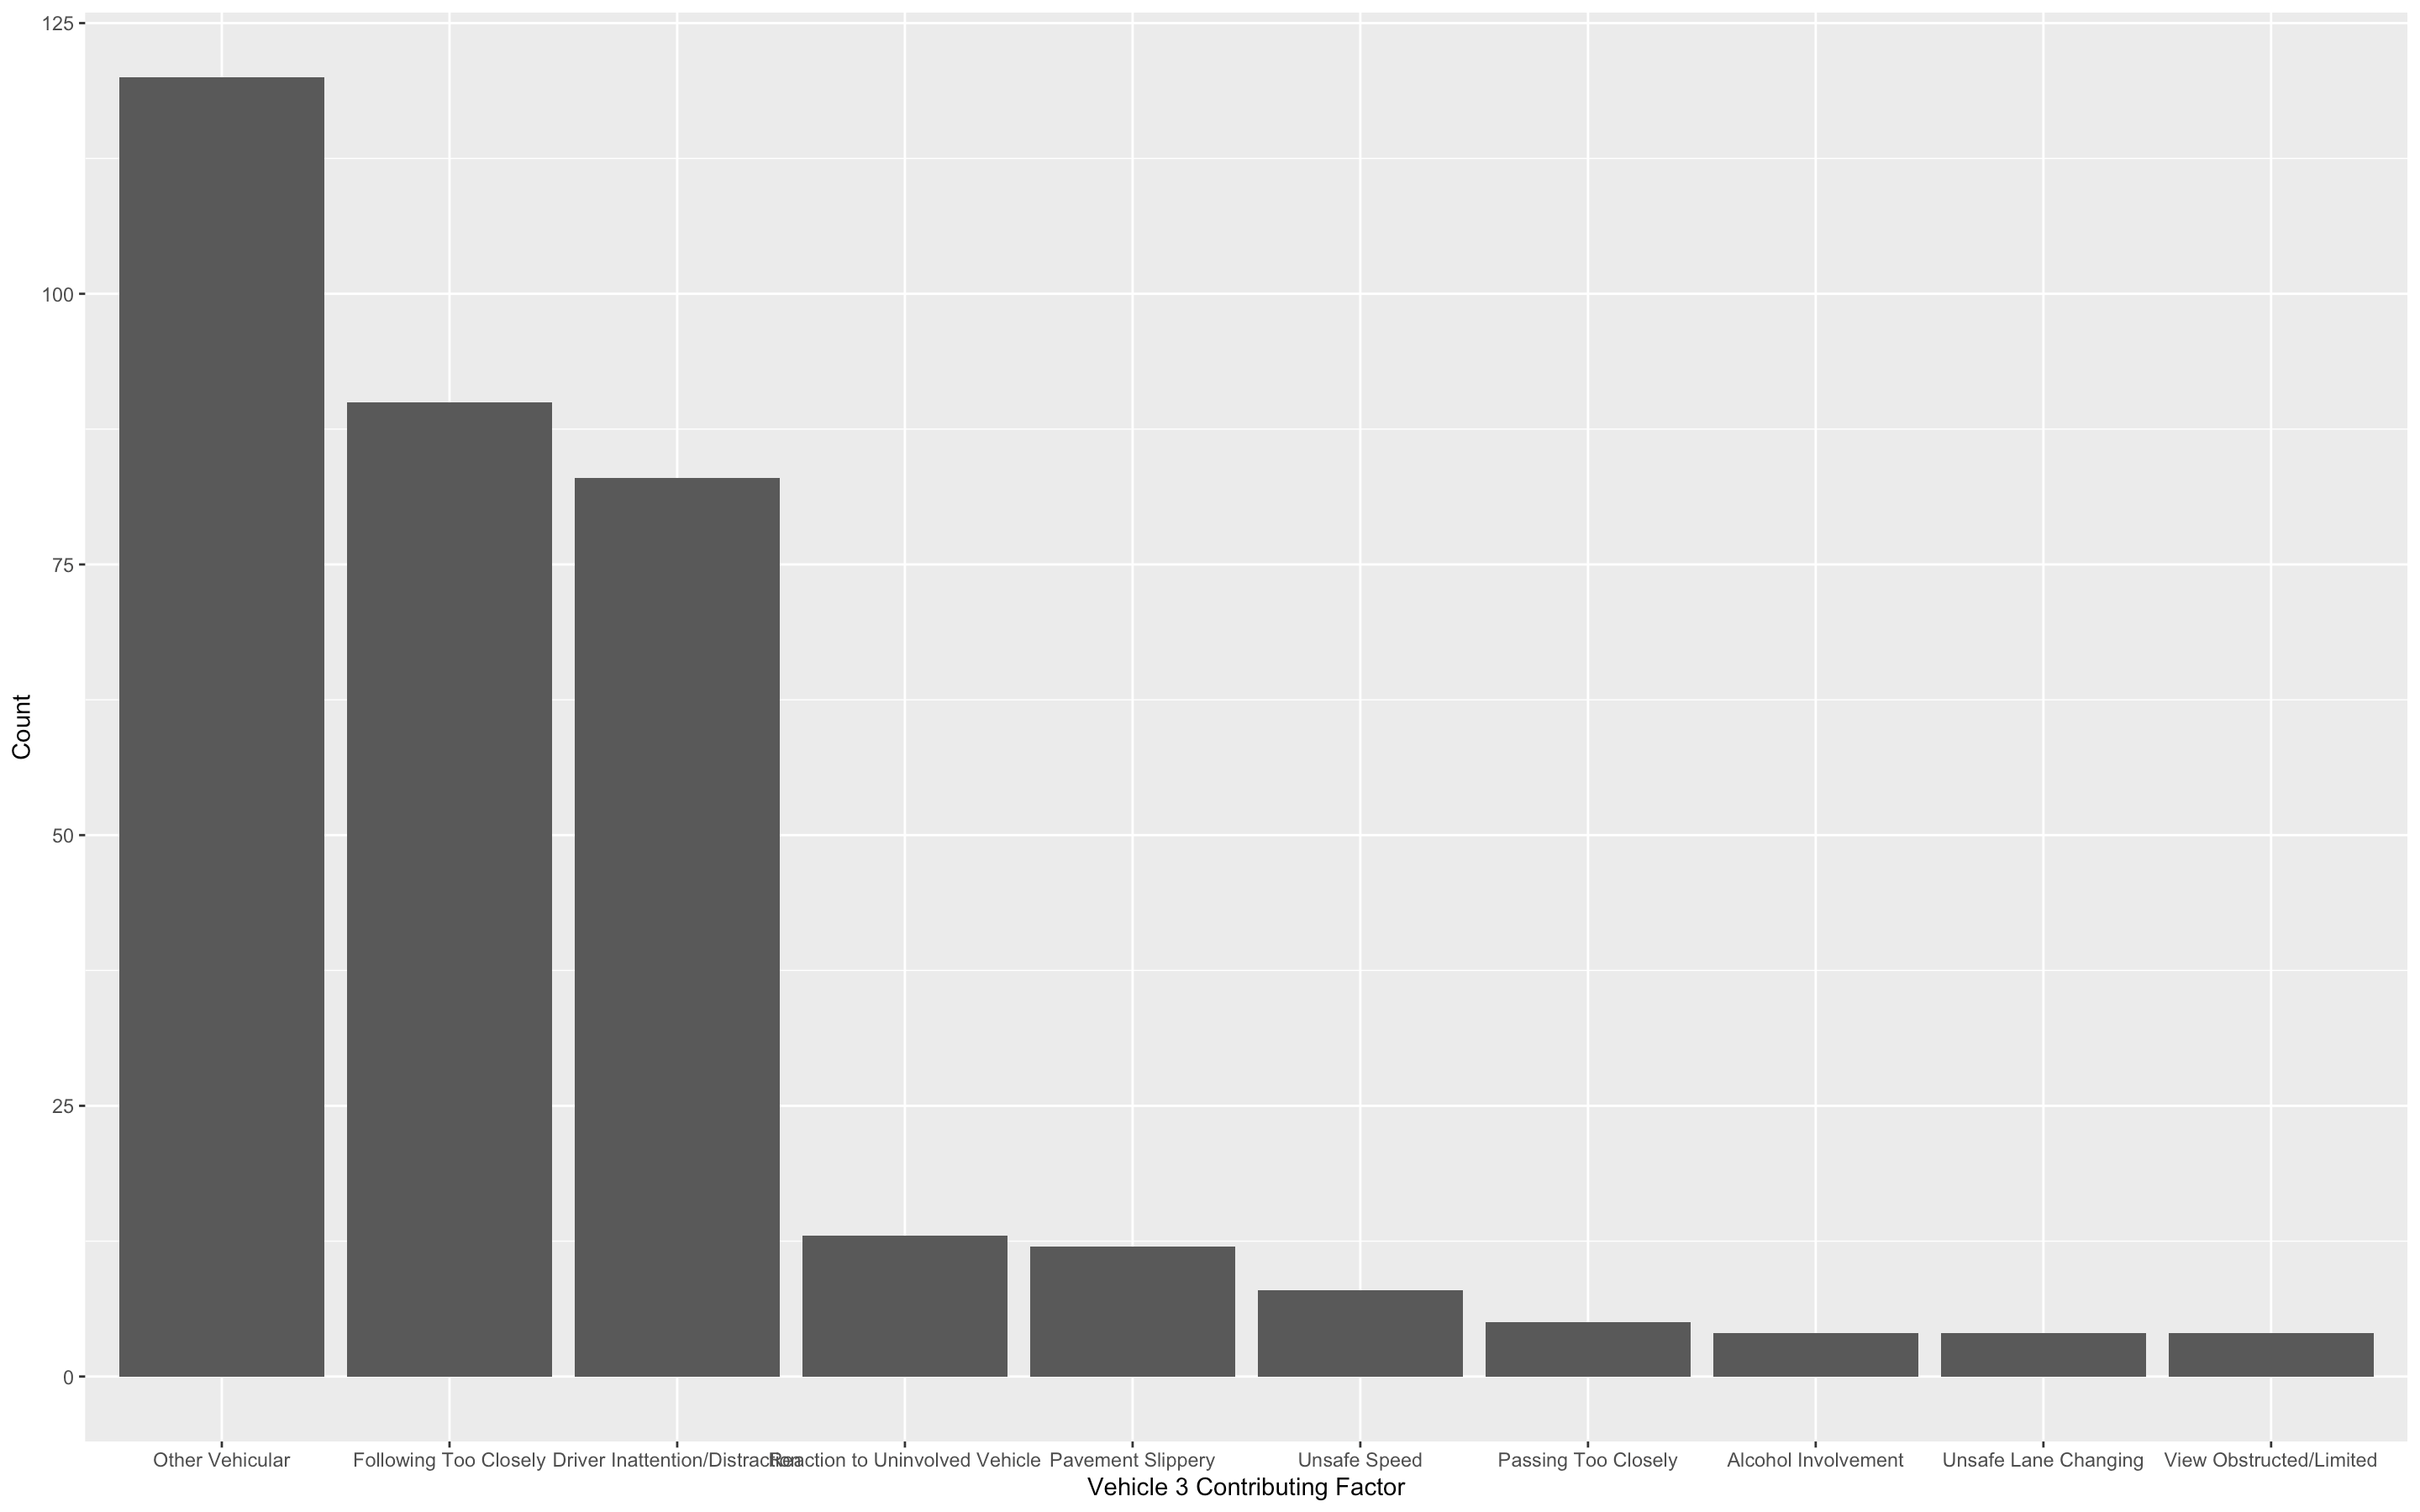 125
100
75
50
25
0
Count
Other Vehicular
Following Too Closely
Driver Inattention/Distraction
Reaction to Uninvolved Vehicle
Pavement Slippery
Unsafe Speed
Passing Too Closely
Alcohol Involvement
Unsafe Lane Changing
View Obstructed/Limited
Vehicle 3 Contributing Factor